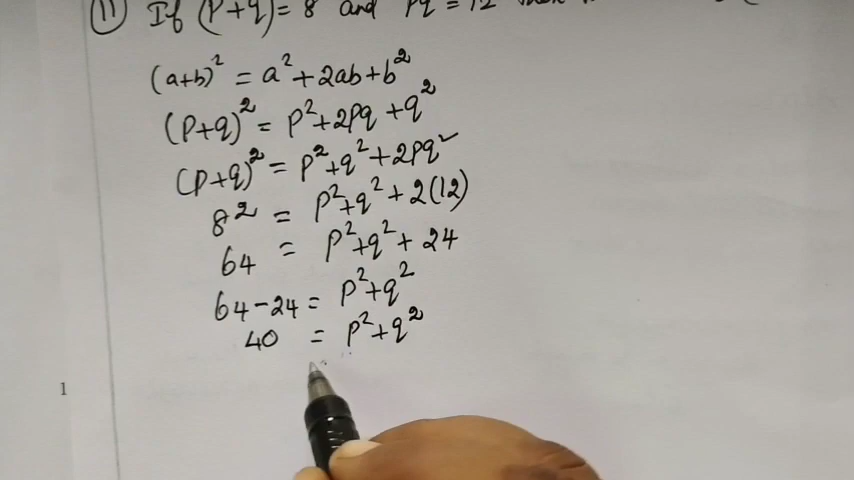 (11) If (p+q)= 8 and pq = 12
(a+b)² = a² + 2ab + b²
(p+q)² = p² + 2pq + q²
(p+q)² = p² + q² + 2pq
8² = p² + q² + 2(12)
64 = p² + q² + 24
64 - 24 = p² + q²
40 = p² + q²
1